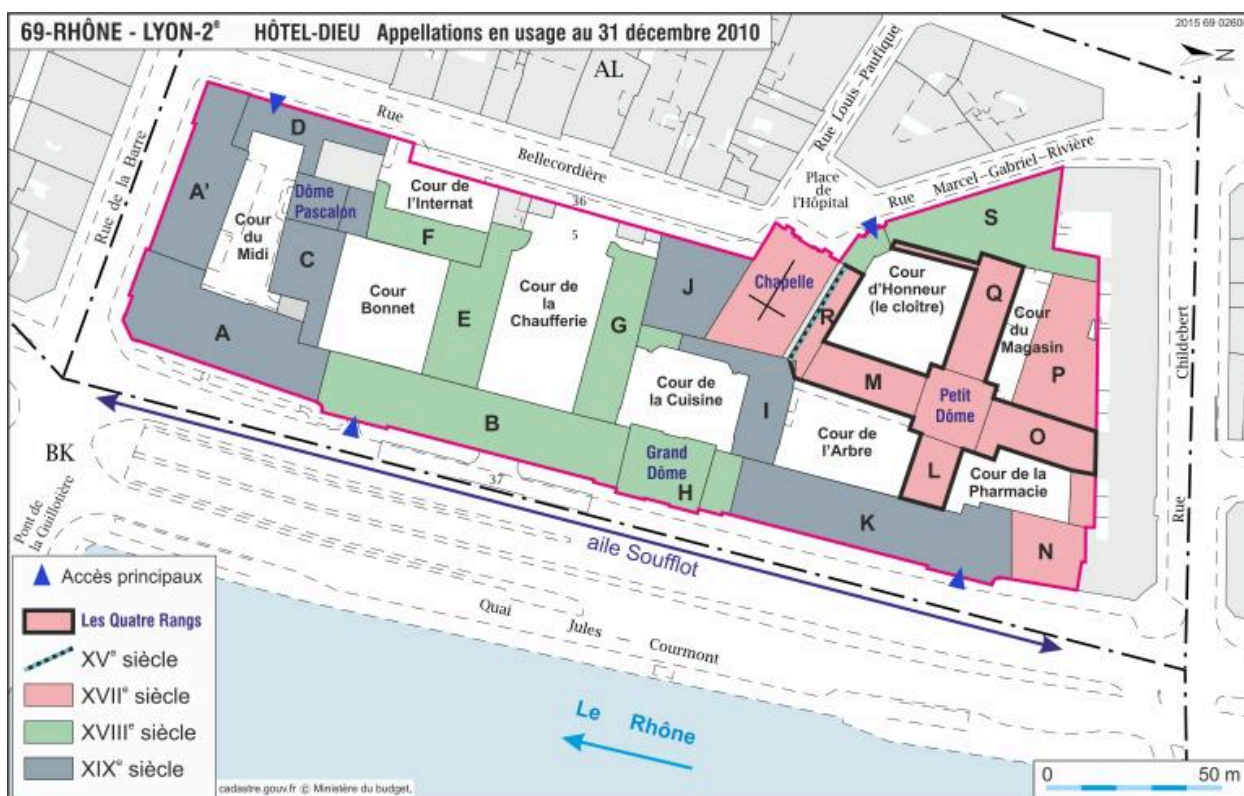 69-RHÔNE - LYON-2e HÔTEL-DIEU Appellations en usage au 31 décembre 2010
2015 69 02608
N
AL
Rue de la Barre
Rue
Bellecordière
Rue Louis-Paufique
Place
de
l'Hôpital
Rue Marcel-Gabriel-Rivière
D
A'
Cour
du
Midi
Dôme
Pascalon
Cour de
l'Internat
36
5
F
C
Cour
Bonnet
E
Cour
de la
Chaufferie
G
J
Chapelle
R
S
Cour
d'Honneur
(le cloître)
Q
Cour
du
Magasin
P
A
B
Cour de
la Cuisine
I
M
Petit
Dôme
O
Cour de
l'Arbre
L
Cour de la
Pharmacie
Grand
Dôme
H
K
N
37
Rue Childebert
BK
Pont de
la Guillotière
aile Soufflot
Quai Jules Courmont
Le Rhône
Accès principaux
Les Quatre Rangs
XVe siècle
XVIIe siècle
XVIIIe siècle
XIXe siècle
cadastre.gouv.fr © Ministère du budget,
0 50 m